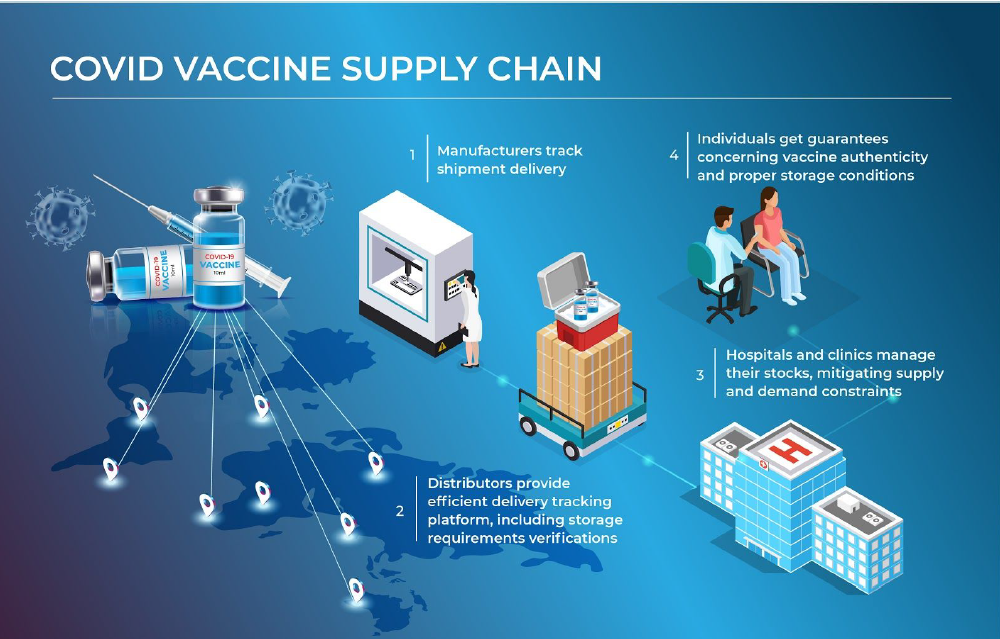 COVID VACCINE SUPPLY CHAIN
1
Manufacturers track
shipment delivery
4
Individuals get guarantees
concerning vaccine authenticity
and proper storage conditions
COVID-19
VACCINE
10ml
COVID-19
VACCINE
10ml
3
Hospitals and clinics manage
their stocks, mitigating supply
and demand constraints
H
2
Distributors provide
efficient delivery tracking
platform, including storage
requirements verifications